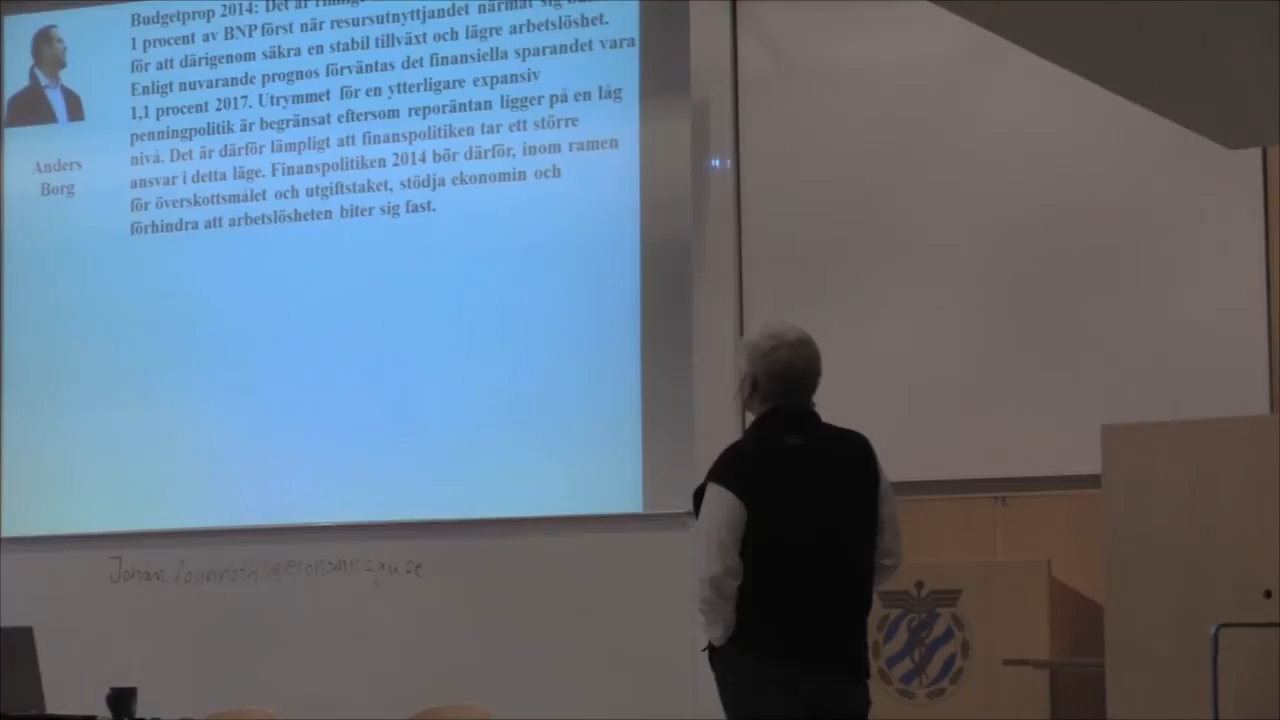 Budgetprop 2014: Det är
1 procent av BNP först när resursutnyttjandet närmat sig
för att därigenom säkra en stabil tillväxt och lägre arbetslöshet.
Enligt nuvarande prognos förväntas det finansiella sparandet vara
1,1 procent 2017. Utrymmet för en ytterligare expansiv
penningpolitik är begränsat eftersom reporäntan ligger på en låg
nivå. Det är därför lämpligt att finanspolitiken tar ett större
ansvar i detta läge. Finanspolitiken 2014 bör därför, inom ramen
för överskottsmålet och utgiftstaket, stödja ekonomin och
förhindra att arbetslösheten biter sig fast.
Anders
Borg
Johan.